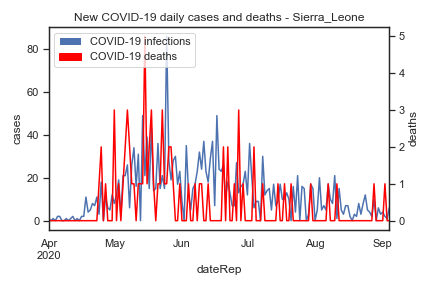 New COVID-19 daily cases and deaths - Sierra_Leone
COVID-19 infections
COVID-19 deaths
80
60
40
20
0
cases
5
4
3
2
1
0
deaths
Apr May Jun Jul Aug Sep
2020
dateRep